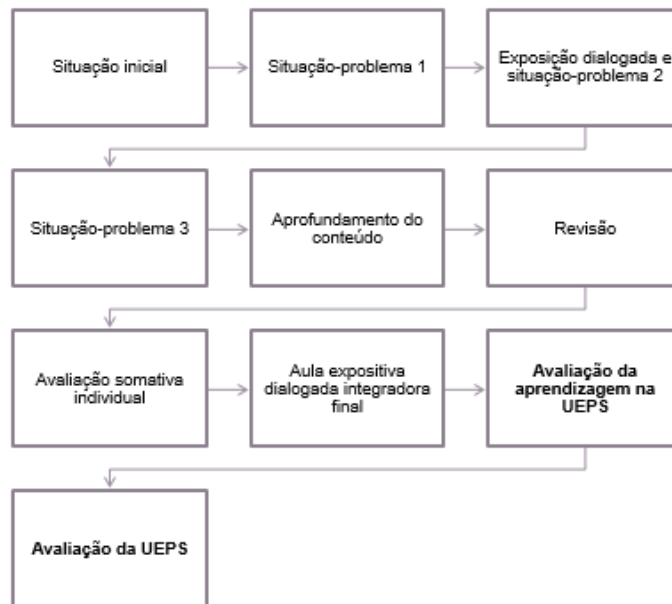 Situação inicial
Situação-problema 1
Exposição dialogada e
situação-problema 2
Situação-problema 3
Aprofundamento do
conteúdo
Revisão
Avaliação somativa
individual
Aula expositiva
dialogada integradora
final
Avaliação da
aprendizagem na
UEPS
Avaliação da UEPS